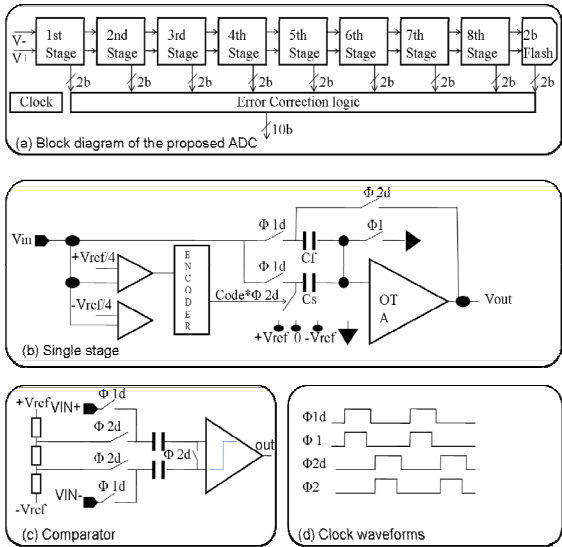 V- V+
1st Stage
2nd Stage
3rd Stage
4th Stage
5th Stage
6th Stage
7th Stage
8th Stage
2b Flash
2b 2b 2b 2b 2b 2b 2b 2b 2b
Clock
Error Correction logic
10b
(a) Block diagram of the proposed ADC
Φ 2d
Φ 1d
Φ1
Vin
Cf
+Vref/4
ENCODER
Φ 1d
Cs
-Vref/4
Code*Φ 2d
OTA
Vout
+Vref 0 -Vref
(b) Single stage
+Vref VIN+ Φ 1d
Φ 2d
out
Φ 2d Φ 2d
VIN- Φ 1d
-Vref
(c) Comparator
Φ1d
Φ 1
Φ2d
Φ2
(d) Clock waveforms